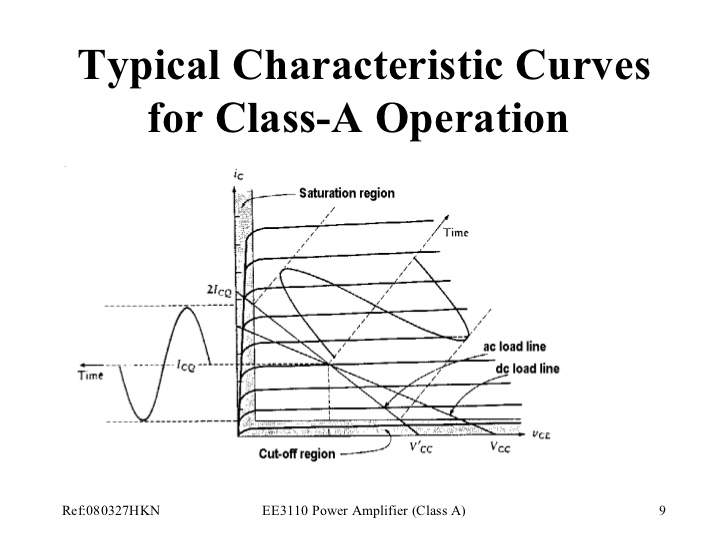 Typical Characteristic Curves
for Class-A Operation
iC
Saturation region
Time
2ICQ
ac load line
ICQ
dc load line
Time
vCE
V'CC
VCC
Cut-off region
Ref:080327HKN
EE3110 Power Amplifier (Class A)
9